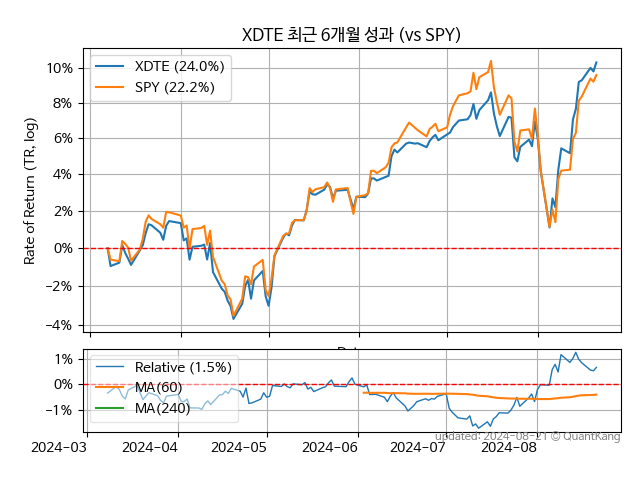 XDTE 최근 6개월 성과 (vs SPY)
Rate of Return (TR, log)
10%
8%
6%
4%
2%
0%
−2%
−4%
XDTE (24.0%)
SPY (22.2%)
1%
0%
−1%
Relative (1.5%)
MA(60)
MA(240)
2024-03
2024-04
2024-05
2024-06
2024-07
2024-08
updated: 2024-08-21 © QuantKang